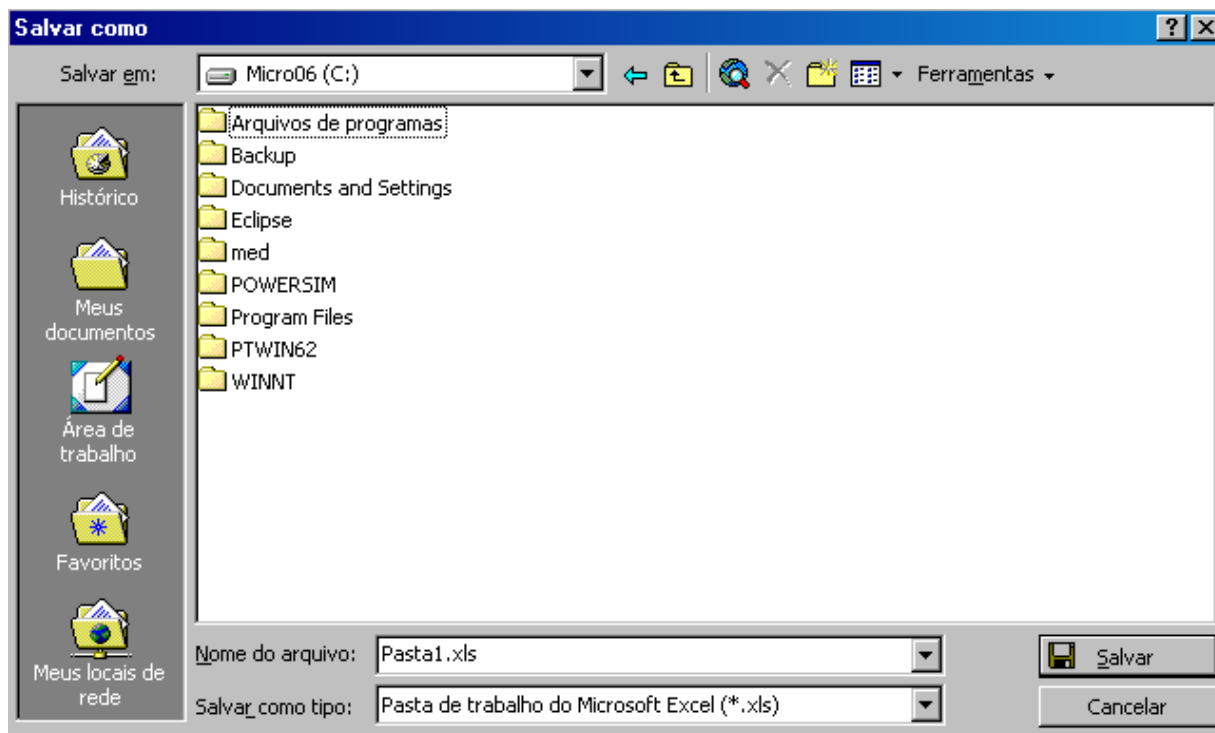 Salvar como
Salvar em: Micro06 (C:) Ferramentas
Histórico
Meus
documentos
Área de
trabalho
Favoritos
Meus locais de
rede
Arquivos de programas
Backup
Documents and Settings
Eclipse
med
POWERSIM
Program Files
PTWIN62
WINNT
Nome do arquivo: Pasta1.xls Salvar
Salvar como tipo: Pasta de trabalho do Microsoft Excel (*.xls) Cancelar